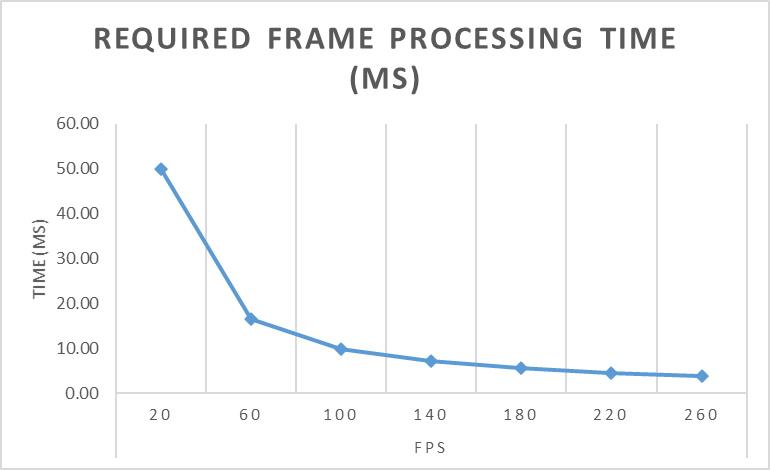 REQUIRED FRAME PROCESSING TIME
(MS)
60.00
50.00
40.00
30.00
20.00
10.00
0.00
TIME (MS)
20 60 100 140 180 220 260
FPS